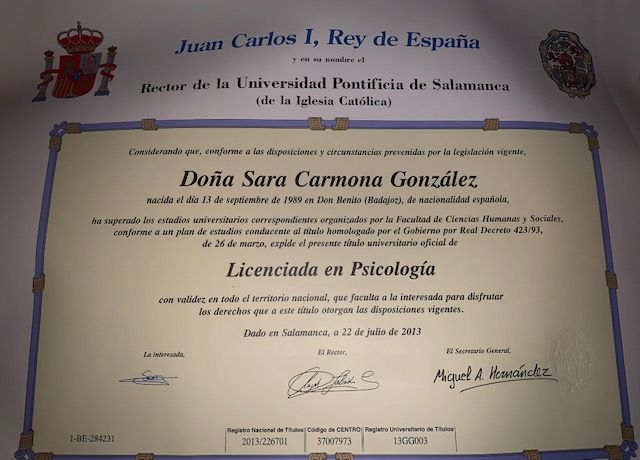 Juan Carlos I, Rey de España
y en su nombre el
Rector de la Universidad Pontificia de Salamanca
(de la Iglesia Católica)
Considerando que, conforme a las disposiciones y circunstancias prevenidas por la legislación vigente,
Doña Sara Carmona González
nacida el día 13 de septiembre de 1989 en Don Benito (Badajoz), de nacionalidad española,
ha superado los estudios universitarios correspondientes organizados por la Facultad de Ciencias Humanas y Sociales,
conforme a un plan de estudios conducente al título homologado por el Gobierno por Real Decreto 423/93,
de 26 de marzo, expide el presente título universitario oficial de
Licenciada en Psicología
con validez en todo el territorio nacional, que faculta a la interesada para disfrutar
los derechos que a este título otorgan las disposiciones vigentes.
Dado en Salamanca, a 22 de julio de 2013
La interesada, El Rector, El Secretario General,
Miguel A. Hernández
Registro Nacional de Títulos Código de CENTRO Registro Universitario de Títulos
1-BE-284231 2013/226701 37007973 13GG003